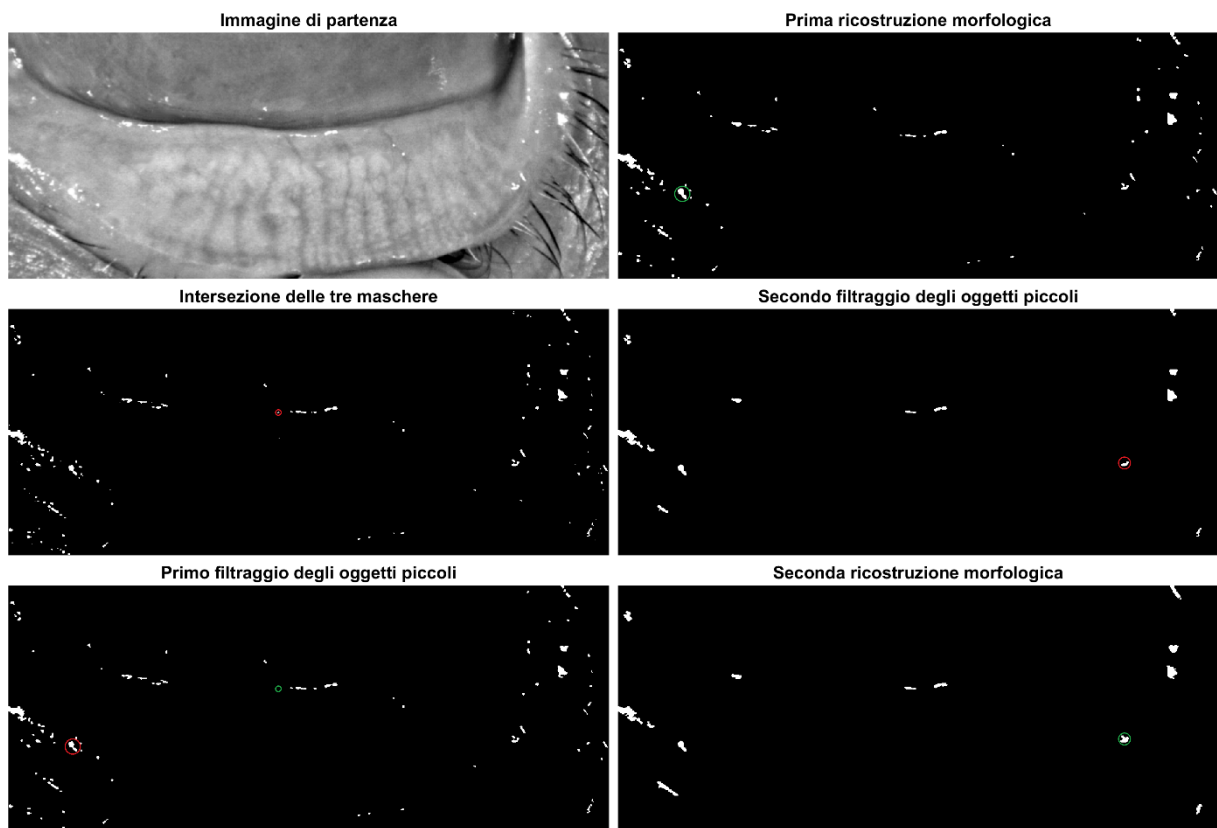 Immagine di partenza
Prima ricostruzione morfologica
Intersezione delle tre maschere
Secondo filtraggio degli oggetti piccoli
Primo filtraggio degli oggetti piccoli
Seconda ricostruzione morfologica